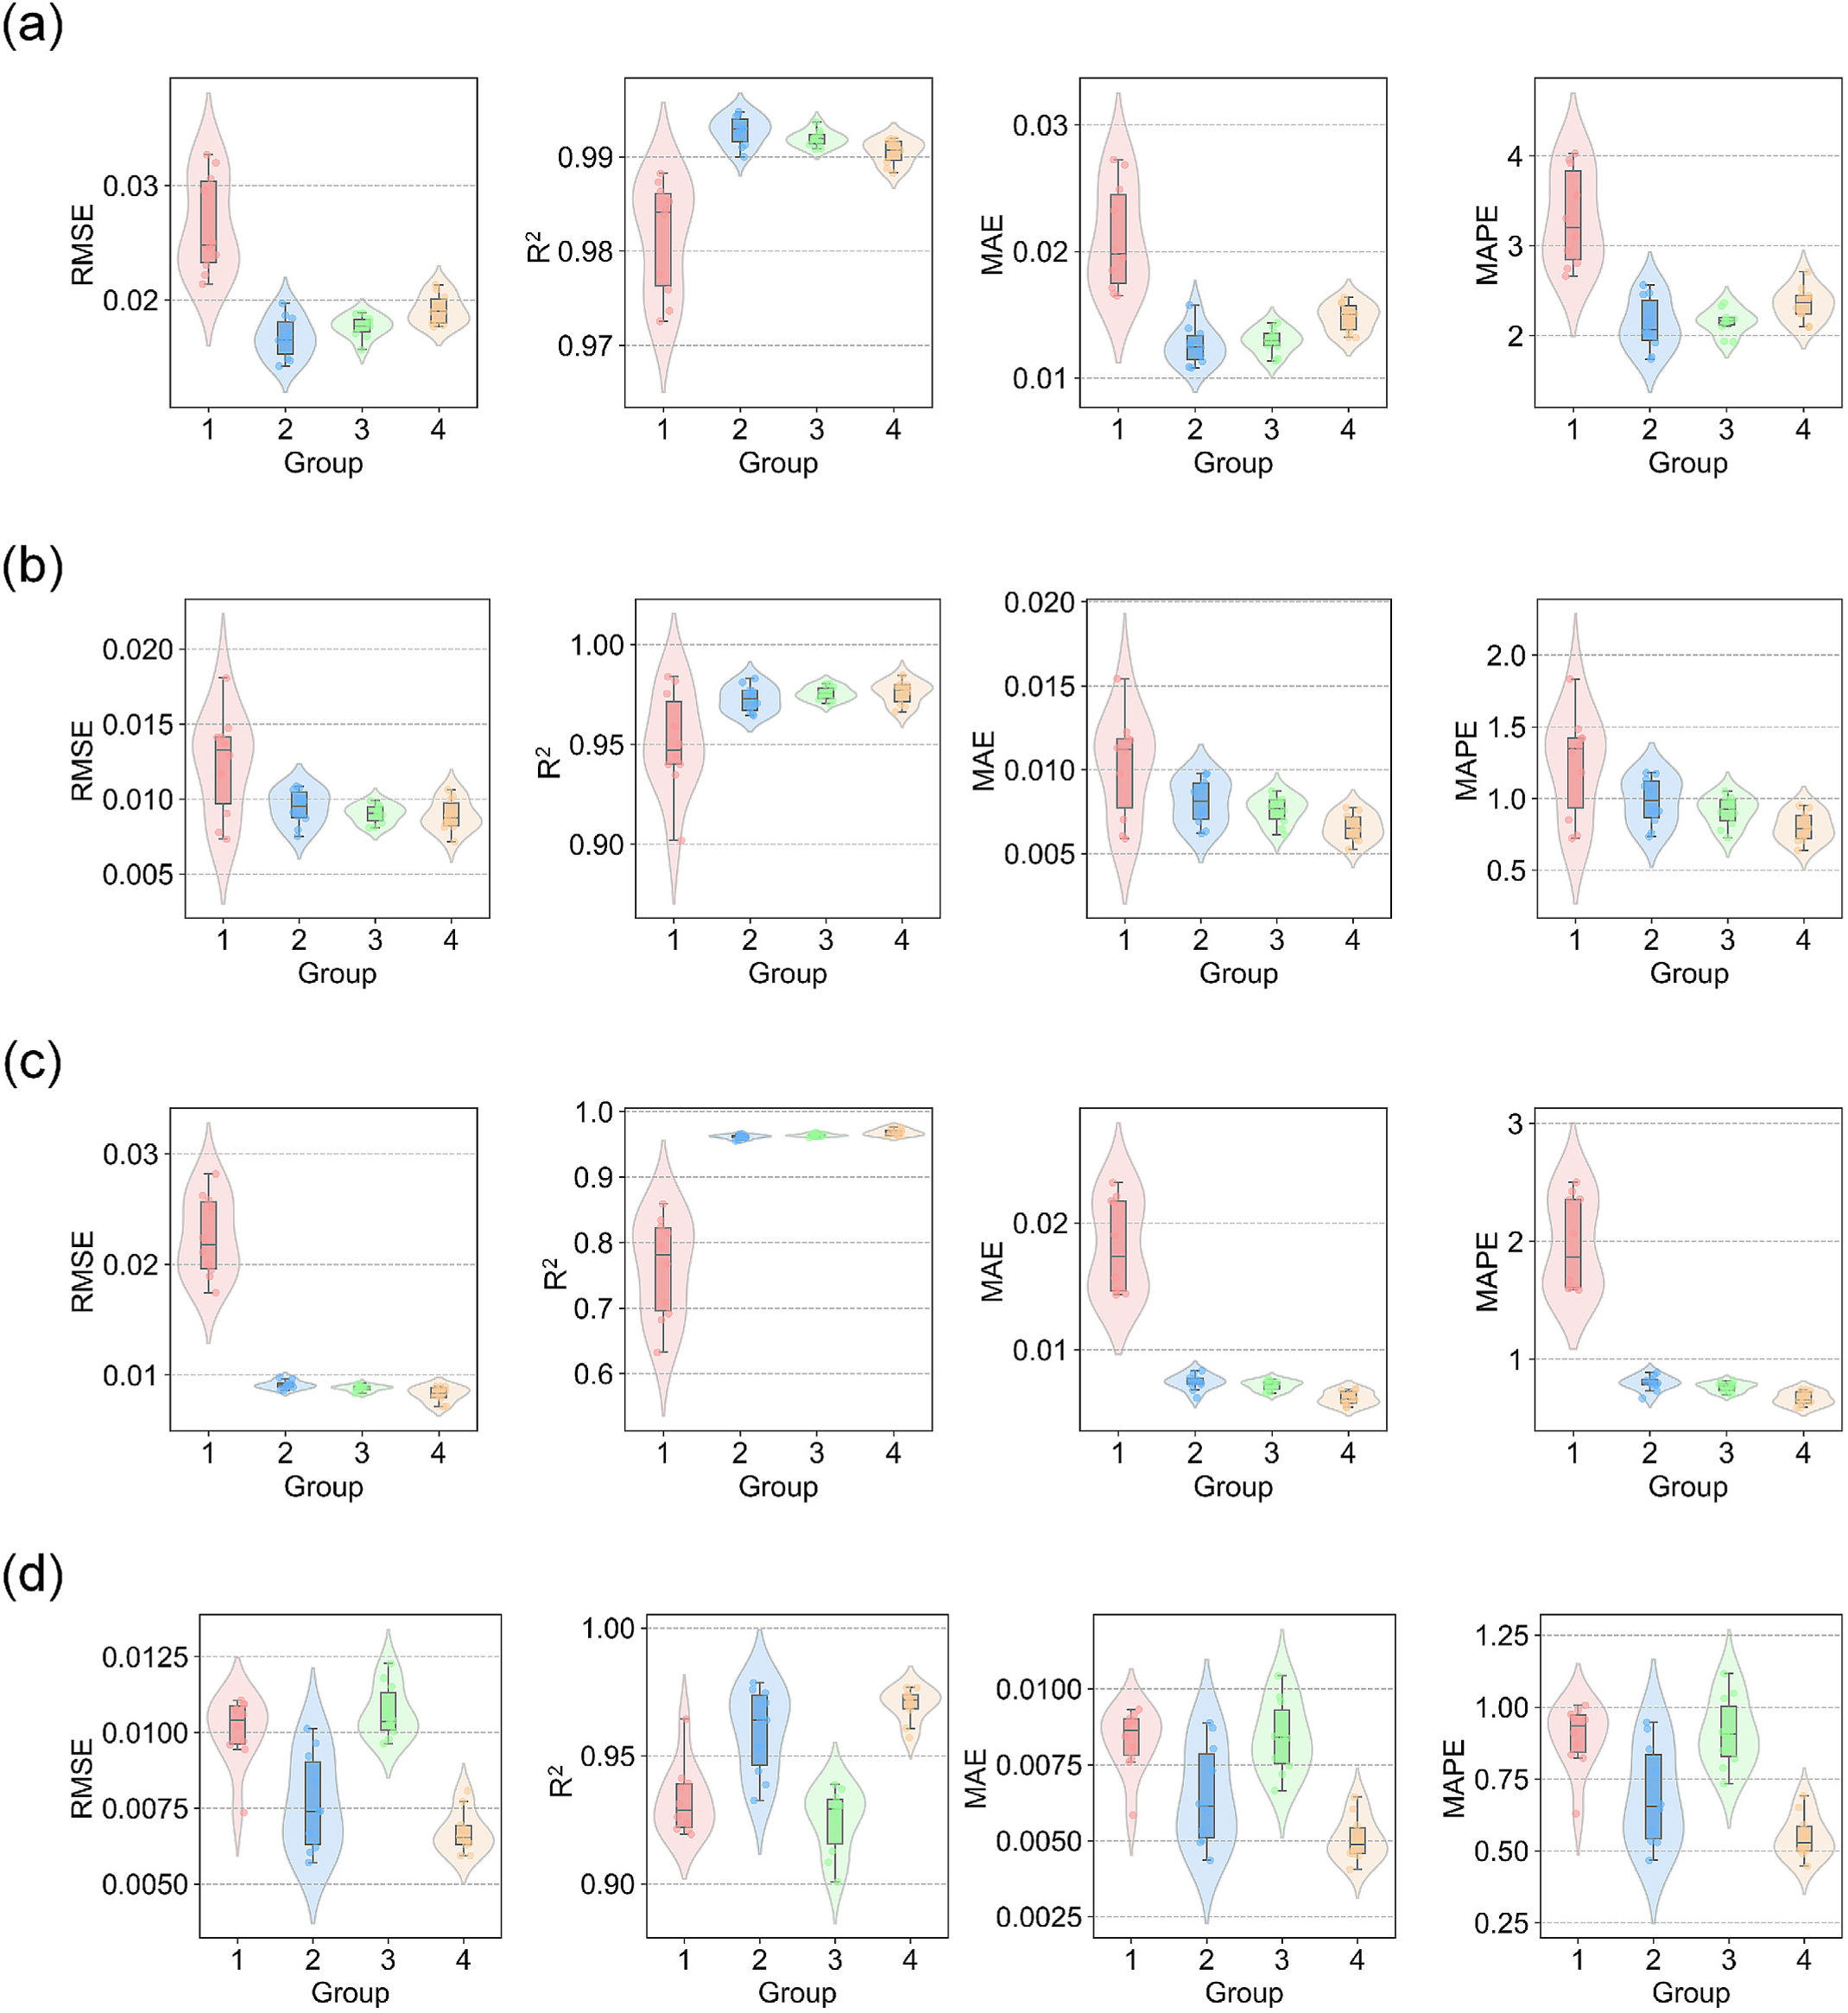 (a)
RMSE
0.03
0.02
1 2 3 4
Group
R²
0.99
0.98
0.97
1 2 3 4
Group
MAE
0.03
0.02
0.01
1 2 3 4
Group
MAPE
4
3
2
1 2 3 4
Group
(b)
RMSE
0.020
0.015
0.010
0.005
1 2 3 4
Group
R²
1.00
0.95
0.90
1 2 3 4
Group
MAE
0.020
0.015
0.010
0.005
1 2 3 4
Group
MAPE
2.0
1.5
1.0
0.5
1 2 3 4
Group
(c)
RMSE
0.03
0.02
0.01
1 2 3 4
Group
R²
1.0
0.9
0.8
0.7
0.6
1 2 3 4
Group
MAE
0.02
0.01
1 2 3 4
Group
MAPE
3
2
1
1 2 3 4
Group
(d)
RMSE
0.0125
0.0100
0.0075
0.0050
1 2 3 4
Group
R²
1.00
0.95
0.90
1 2 3 4
Group
MAE
0.0100
0.0075
0.0050
0.0025
1 2 3 4
Group
MAPE
1.25
1.00
0.75
0.50
0.25
1 2 3 4
Group